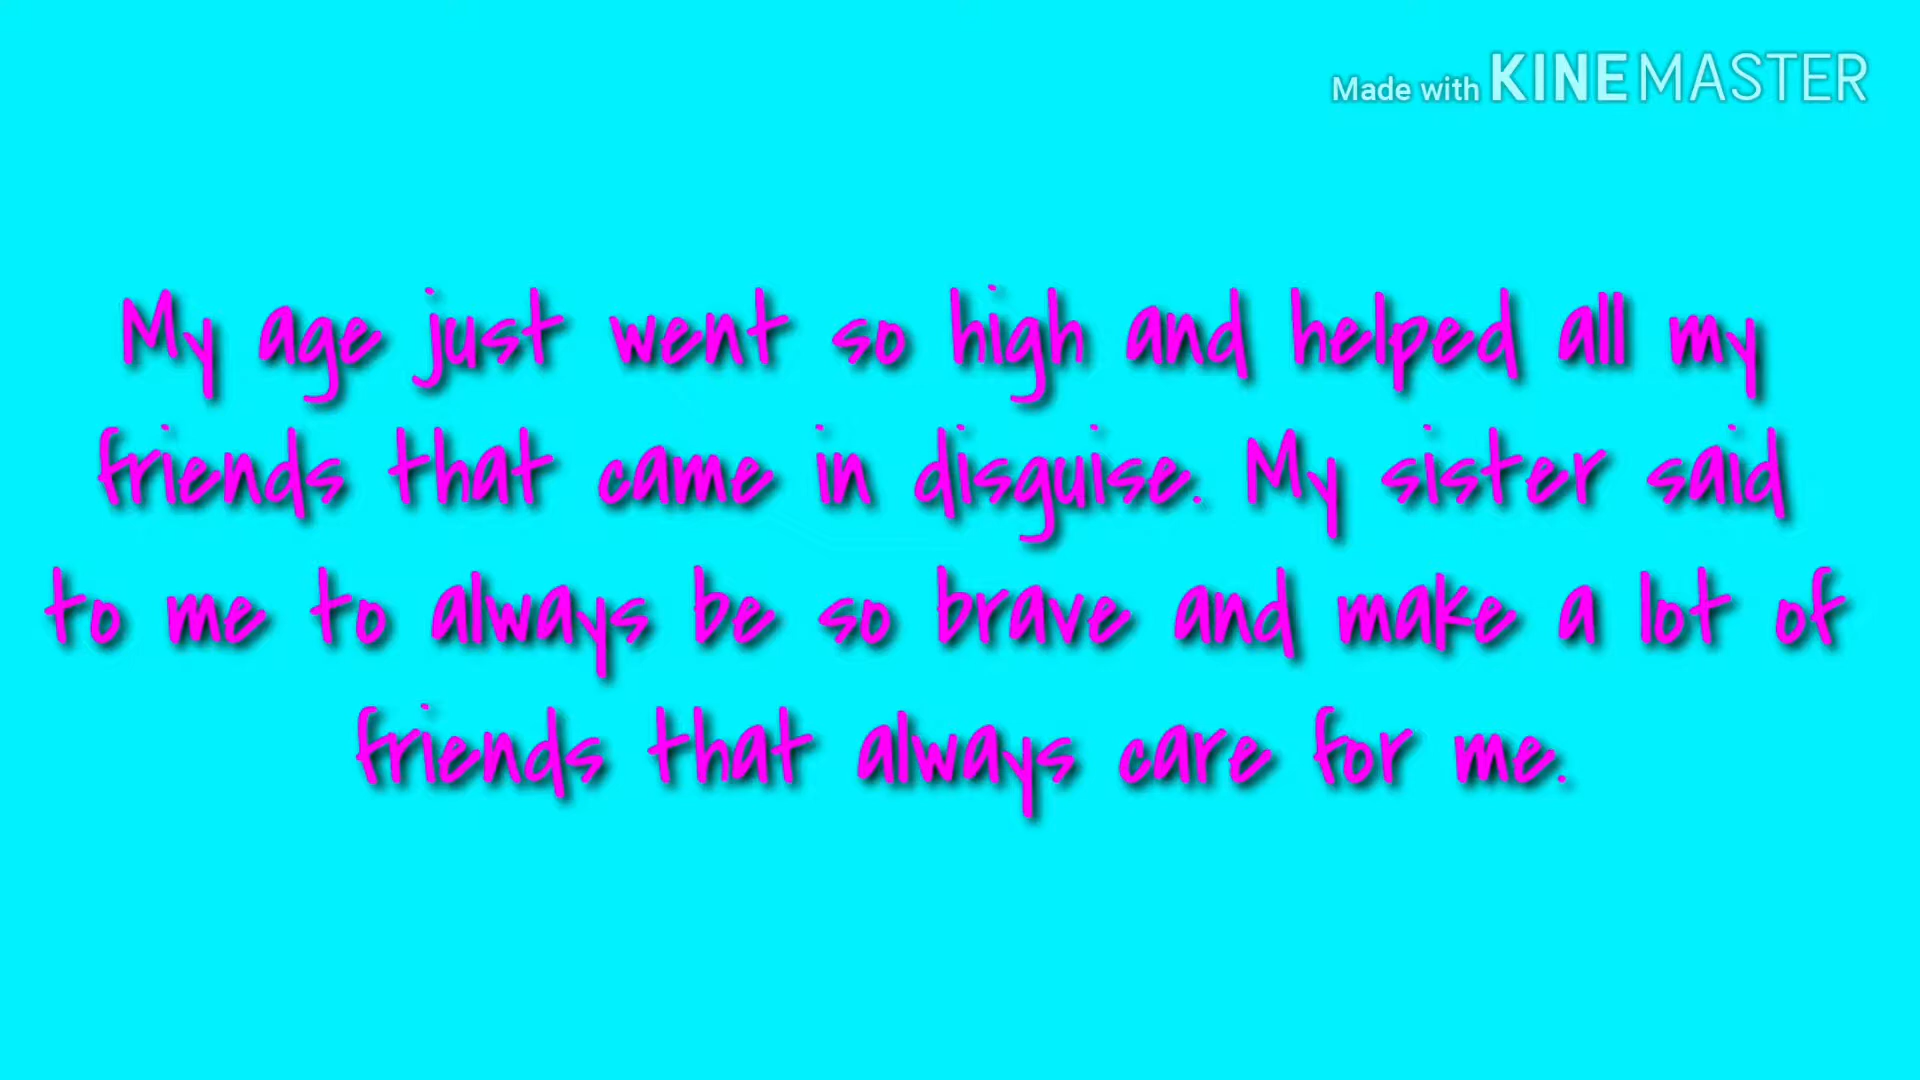 Made with KINEMASTER
My age just went so high and helped all my
friends that came in disguise. My sister said
to me to always be so brave and make a lot of
friends that always care for me.